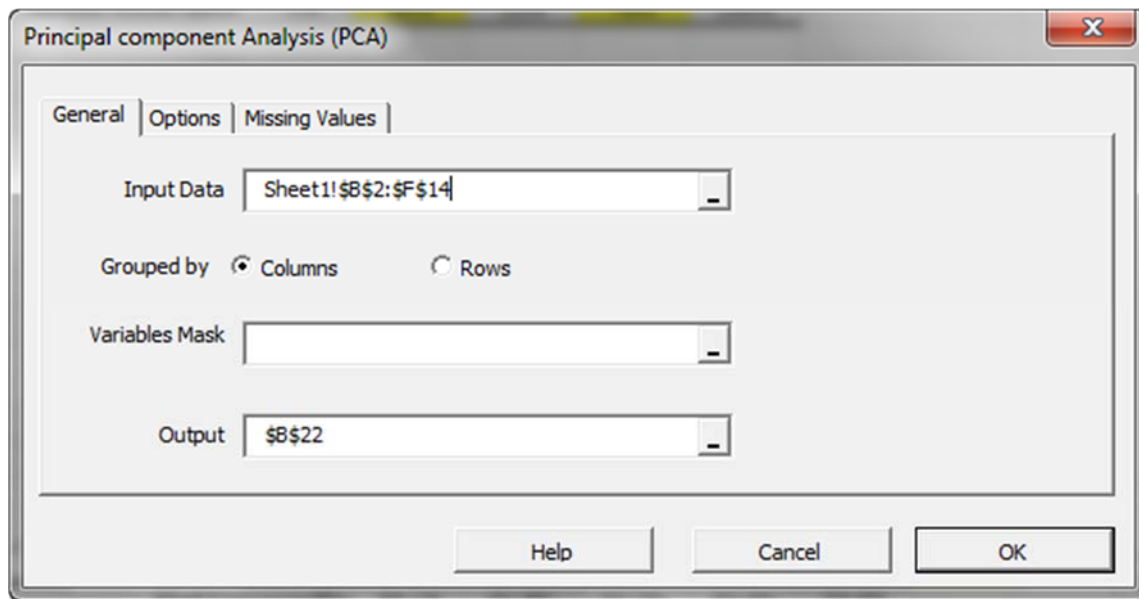 Principal component Analysis (PCA)
General Options Missing Values
Input Data Sheet1!$B$2:$F$14
Grouped by Columns Rows
Variables Mask
Output $B$22
Help Cancel OK